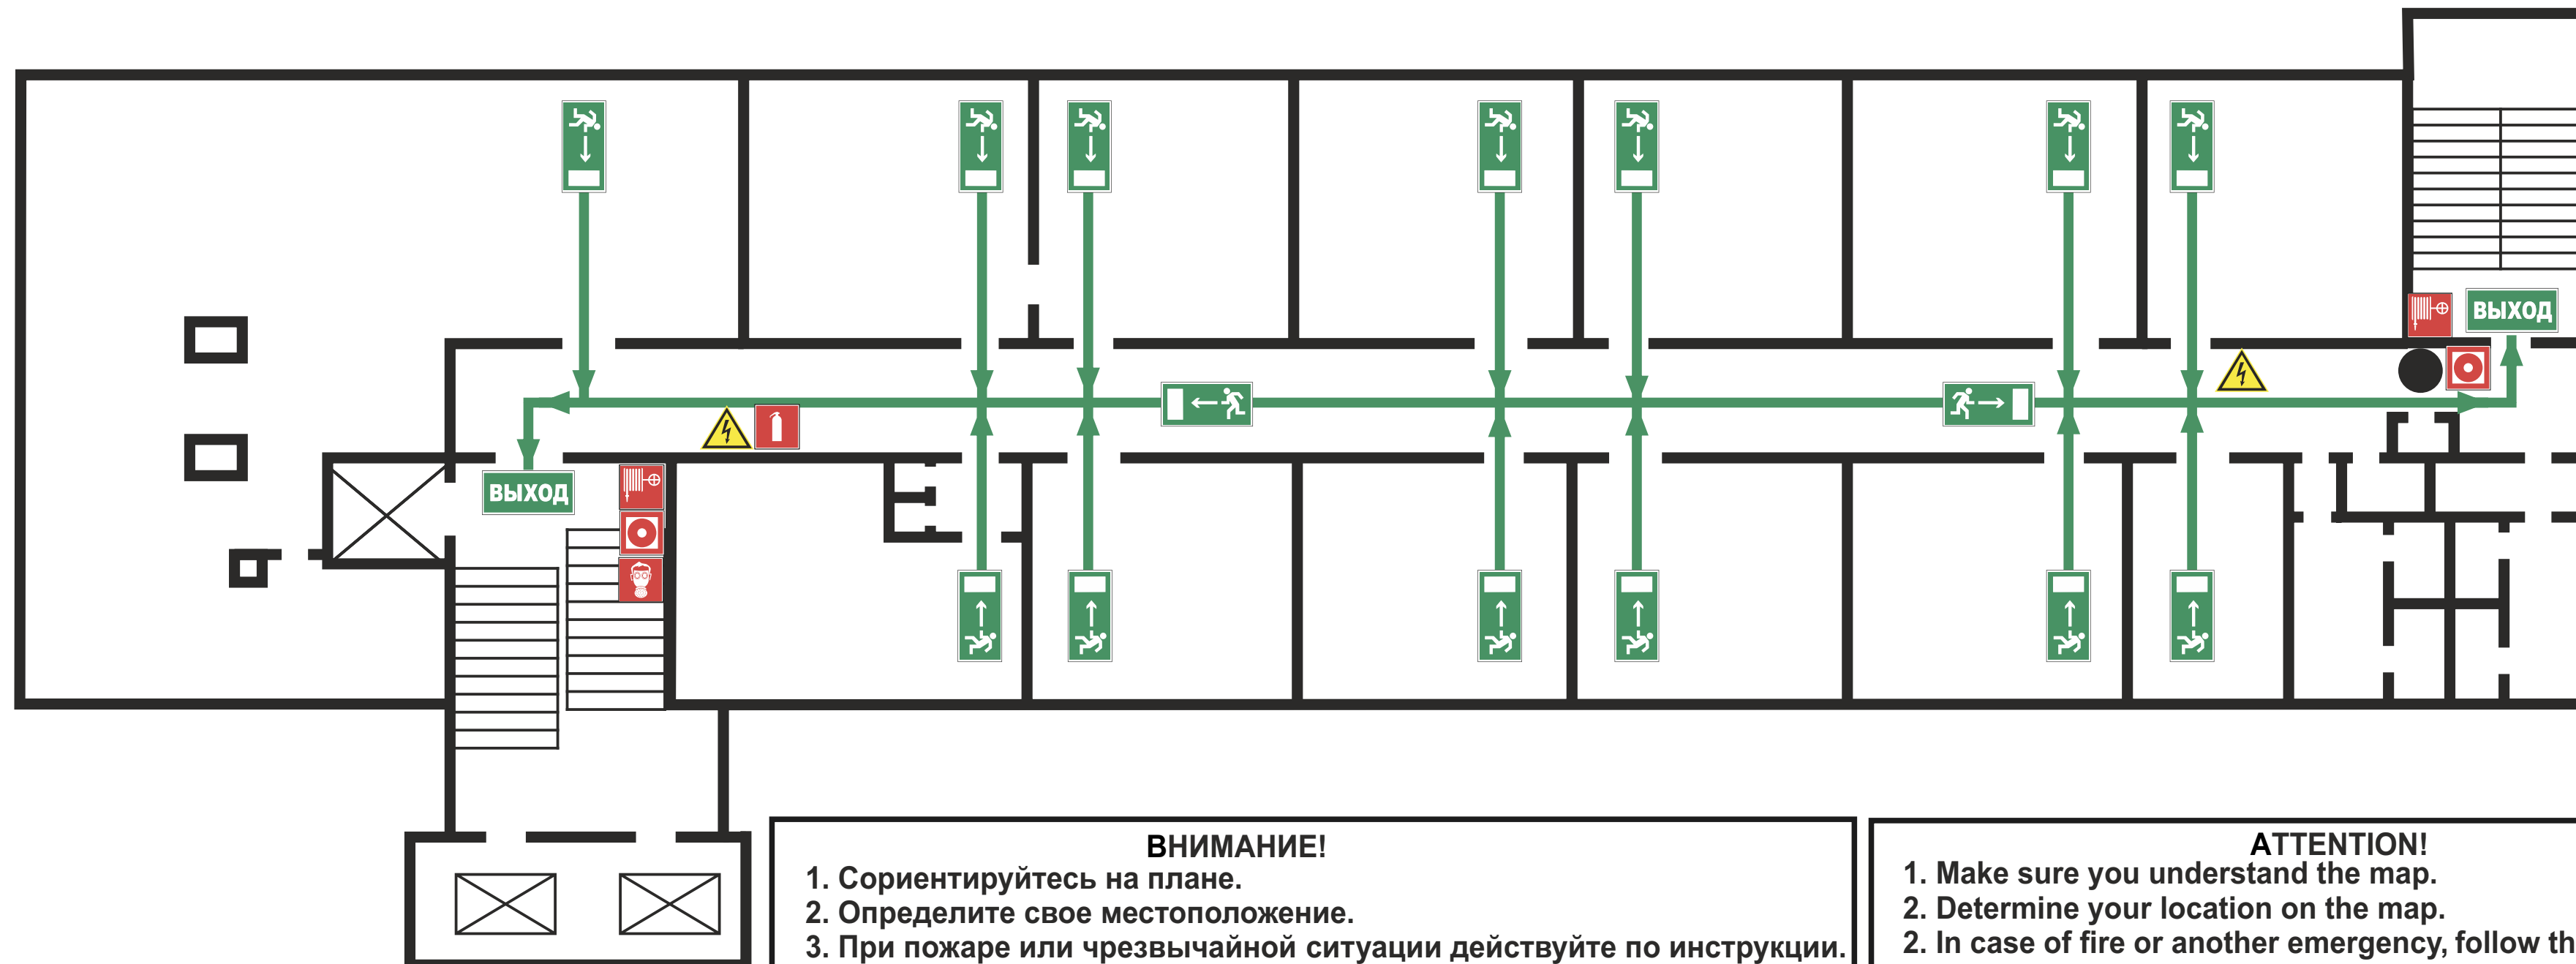 ВЫХОД
ВЫХОД
ВНИМАНИЕ!
1. Сориентируйтесь на плане.
2. Определите свое местоположение.
3. При пожаре или чрезвычайной ситуации действуйте по инструкции.
ATTENTION!
1. Make sure you understand the map.
2. Determine your location on the map.
2. In case of fire or another emergency, follow th